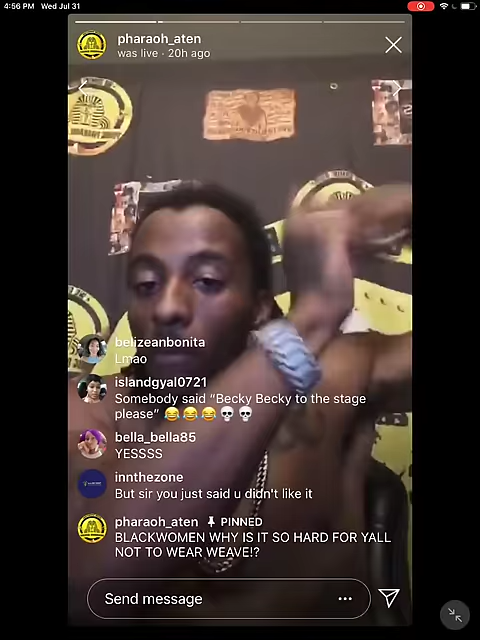 4:56 PM Wed Jul 31
pharaoh_aten
was live · 20h ago
belizeanbonita
Lmao
islandgyal0721
Somebody said “Becky Becky to the stage
please” 😂😂😂💀💀
bella_bella85
YESSSS
innthezone
But sir you just said u didn't like it
pharaoh_aten PINNED
BLACKWOMEN WHY IS IT SO HARD FOR YALL
NOT TO WEAR WEAVE!?
Send message